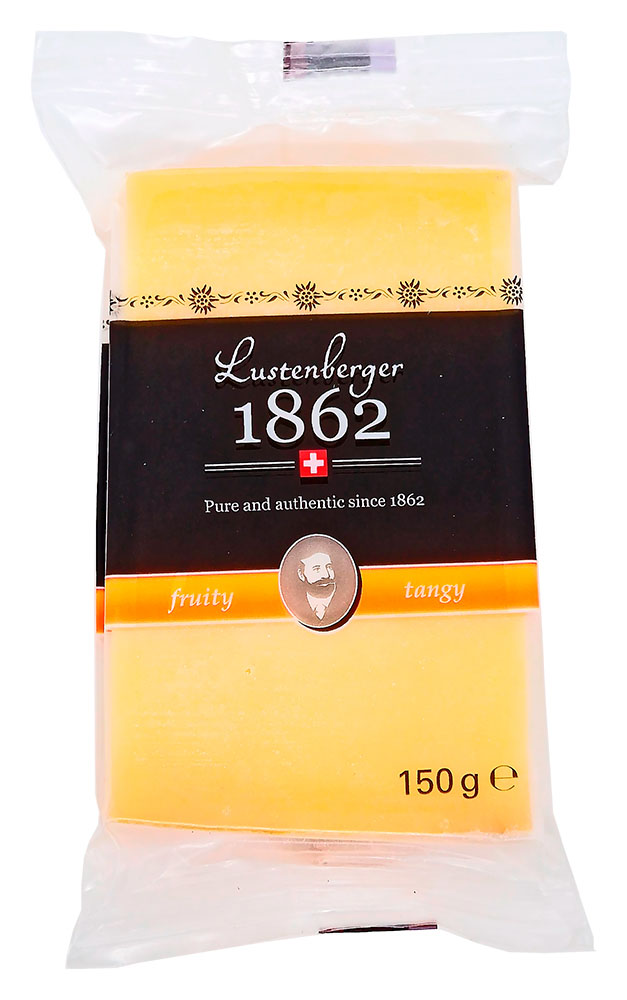 Lustenberger
1862
Pure and authentic since 1862
fruity tangy
150 g ℮